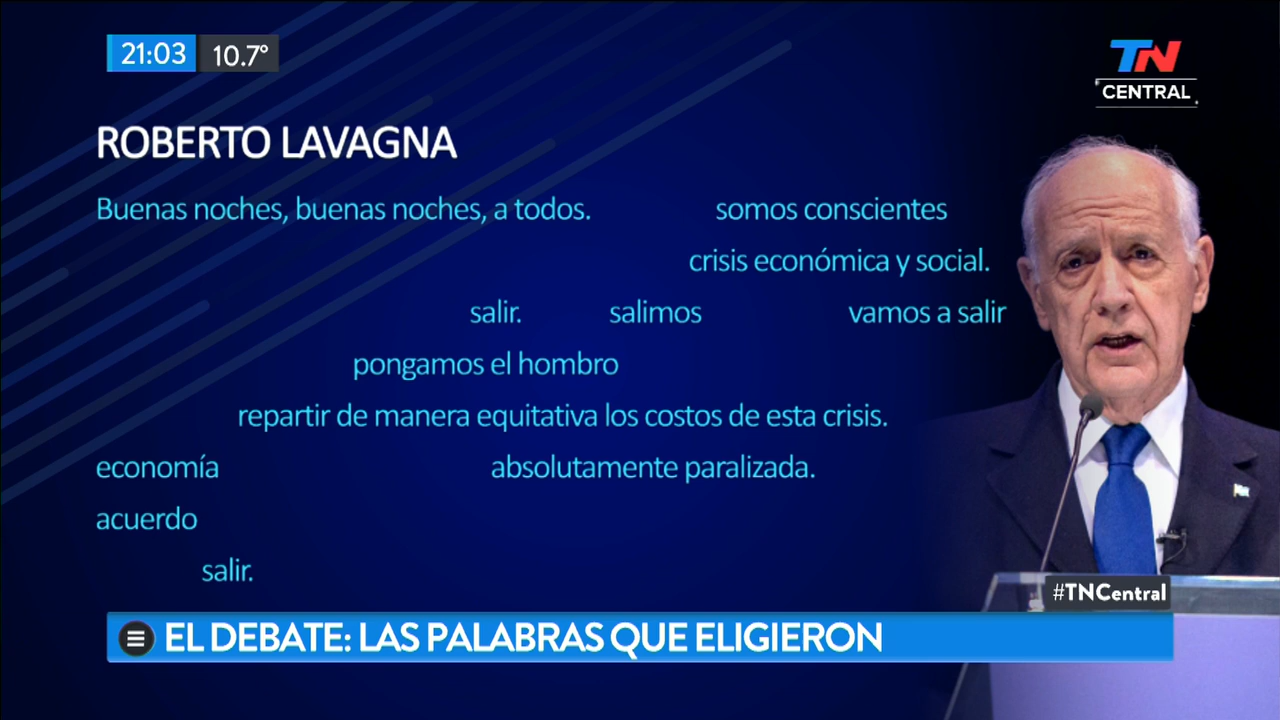 21:03 10.7°
TN
CENTRAL
ROBERTO LAVAGNA
Buenas noches, buenas noches, a todos. somos conscientes
crisis económica y social.
salir. salimos vamos a salir
pongamos el hombro
repartir de manera equitativa los costos de esta crisis.
economía absolutamente paralizada.
acuerdo
salir.
#TNCentral
EL DEBATE: LAS PALABRAS QUE ELIGIERON